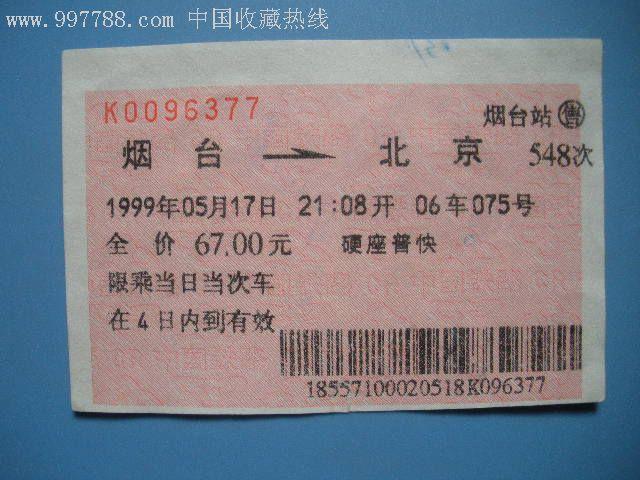 www.997788.com 中国收藏热线
K0096377
烟台站 售
烟台 → 北京 548次
1999年05月17日 21:08开 06车075号
全价 67.00元 硬座普快
限乘当日当次车
在4日内到有效
18557100020518K096377